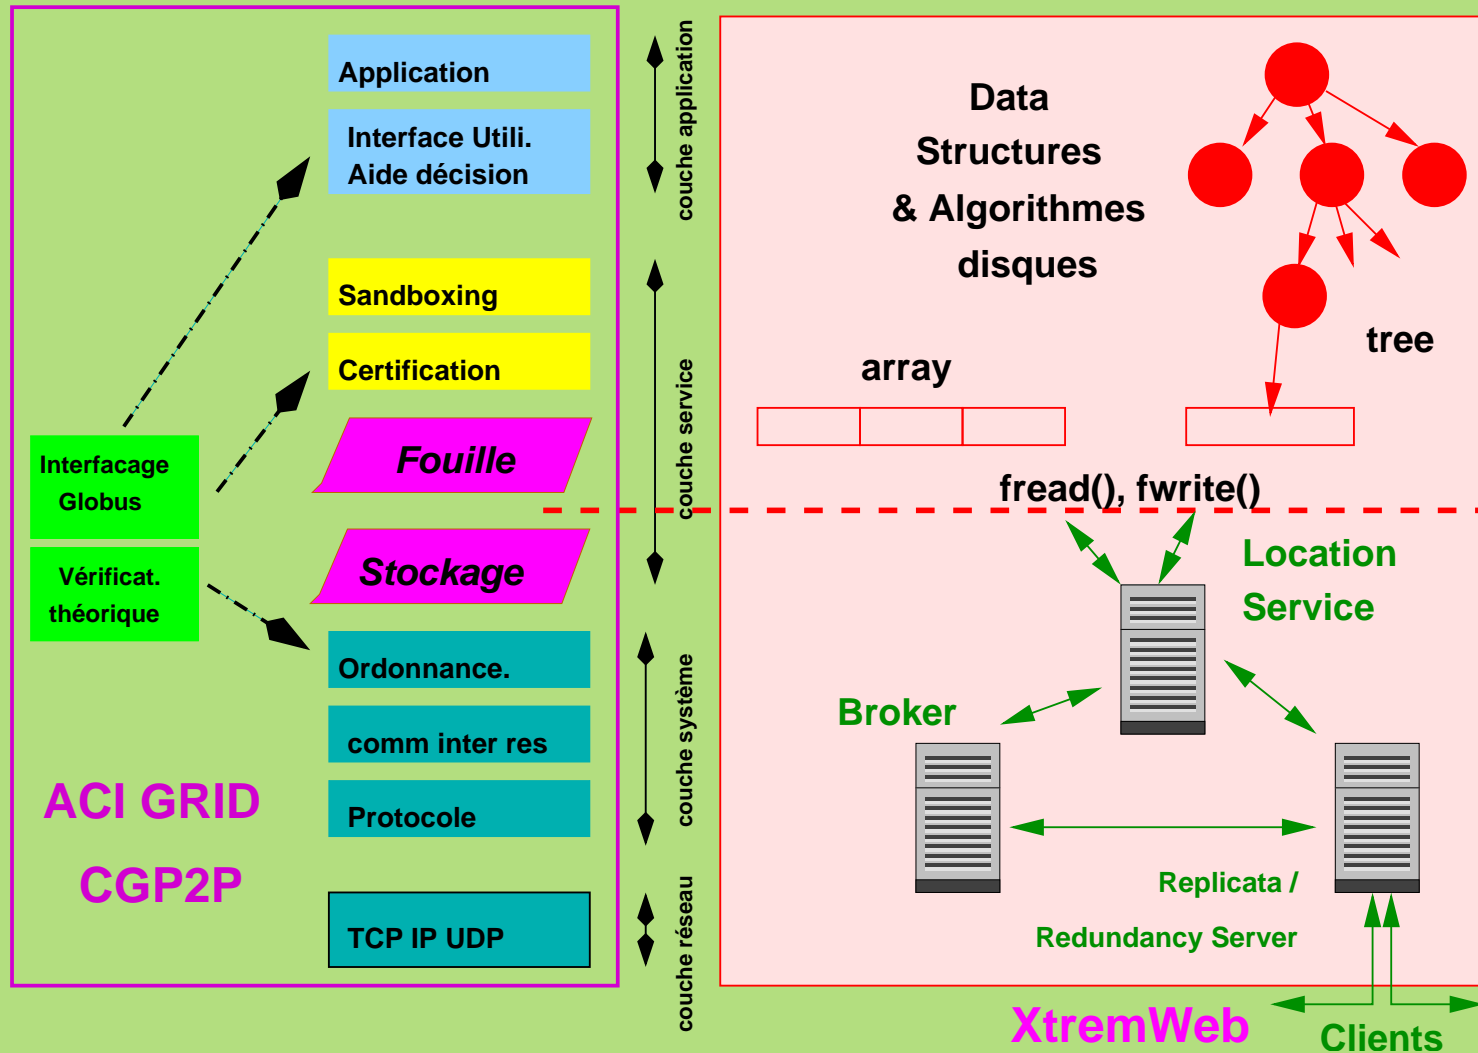 Application
Interface Utili.
Aide décision
couche application
Sandboxing
Certification
Fouille
Stockage
couche service
Interfacage
Globus
Vérificat.
théorique
Ordonnance.
comm inter res
Protocole
couche système
TCP IP UDP
couche réseau
ACI GRID
CGP2P
Data
Structures
& Algorithmes
disques
tree
array
fread(), fwrite()
Location
Service
Broker
Replicata /
Redundancy Server
XtremWeb
Clients